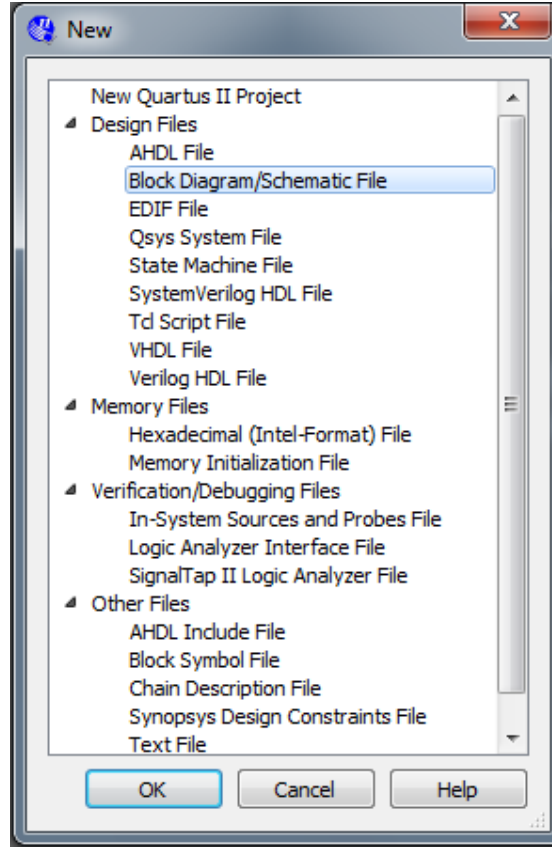 New
New Quartus II Project
Design Files
AHDL File
Block Diagram/Schematic File
EDIF File
Qsys System File
State Machine File
SystemVerilog HDL File
Tcl Script File
VHDL File
Verilog HDL File
Memory Files
Hexadecimal (Intel-Format) File
Memory Initialization File
Verification/Debugging Files
In-System Sources and Probes File
Logic Analyzer Interface File
SignalTap II Logic Analyzer File
Other Files
AHDL Include File
Block Symbol File
Chain Description File
Synopsys Design Constraints File
Text File
OK Cancel Help